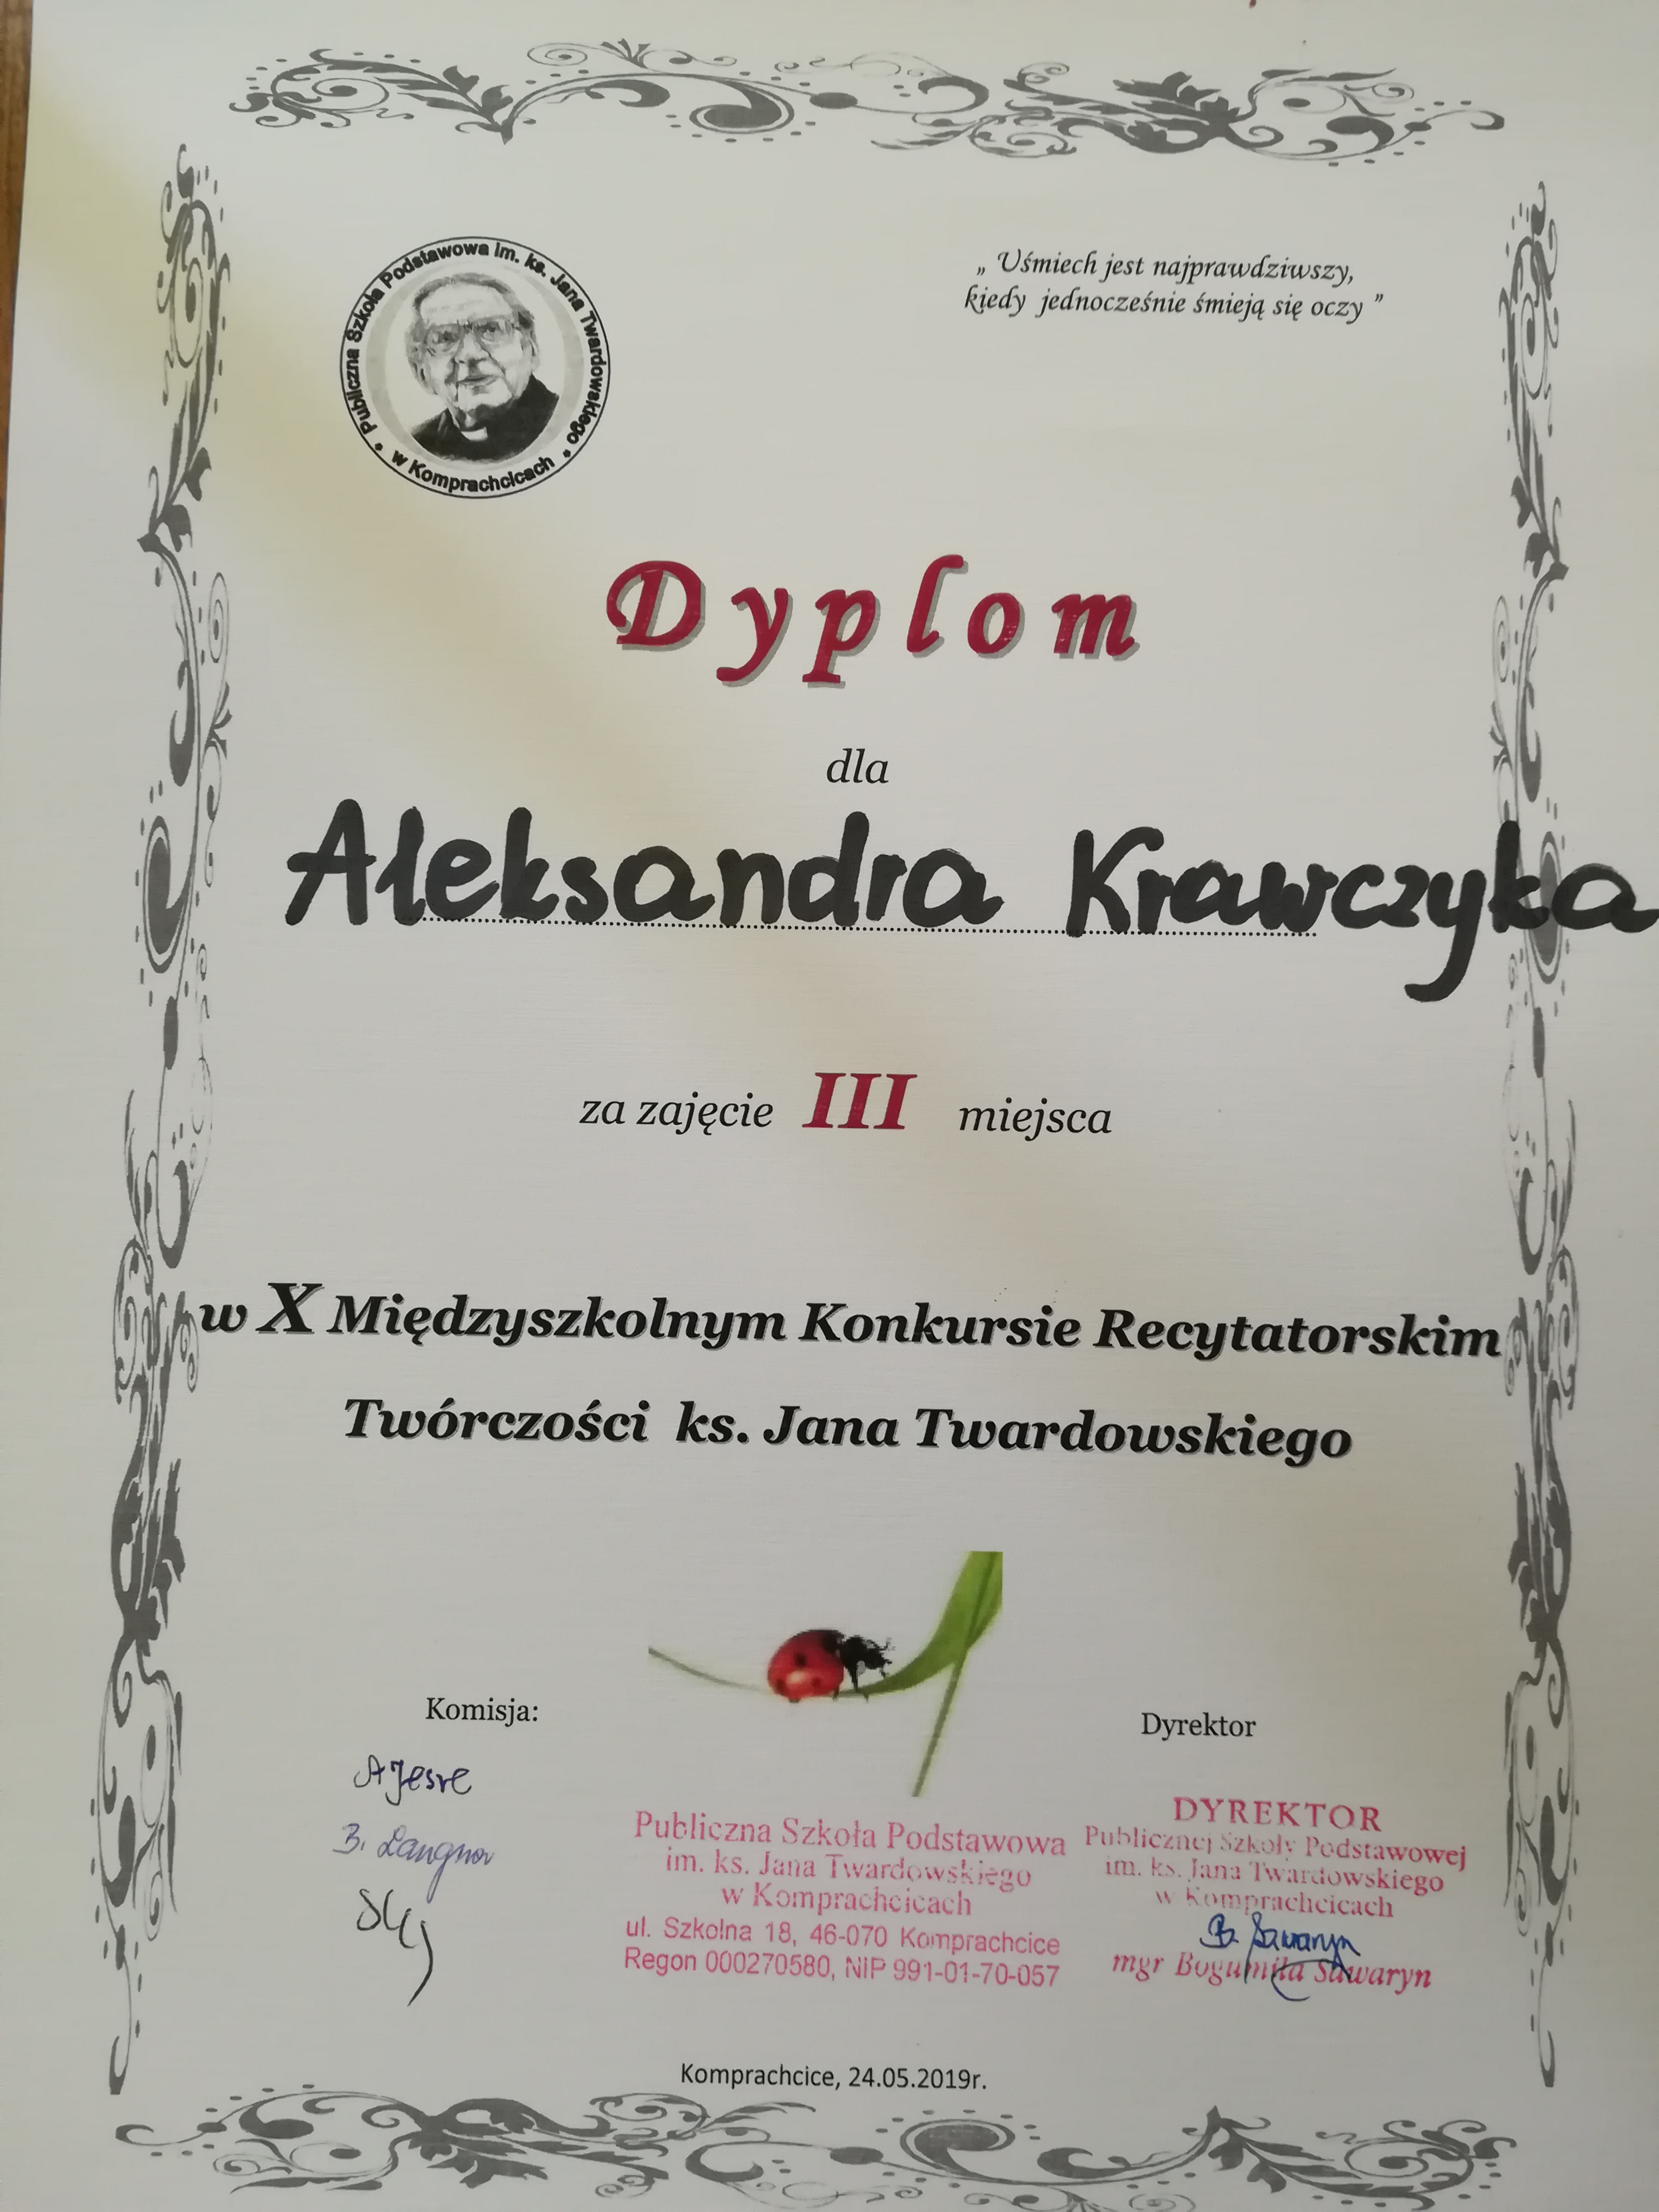 Publiczna Szkoła Podstawowa im. ks. Jana Twardowskiego
w Komprachcicach
„ Uśmiech jest najprawdziwszy,
kiedy jednocześnie śmieją się oczy ”
Dyplom
dla
Aleksandra Krawczyka
za zajęcie III miejsca
w X Międzyszkolnym Konkursie Recytatorskim
Twórczości ks. Jana Twardowskiego
Komisja:
Dyrektor
B. Langner
Publiczna Szkoła Podstawowa
im. ks. Jana Twardowskiego
w Komprachcicach
ul. Szkolna 18, 46-070 Komprachcice
Regon 000270580, NIP 991-01-70-057
DYREKTOR
Publicznej Szkoły Podstawowej
im. ks. Jana Twardowskiego
w Komprachcicach
B. Sawaryn
mgr Bogumiła Sawaryn
Komprachcice, 24.05.2019r.